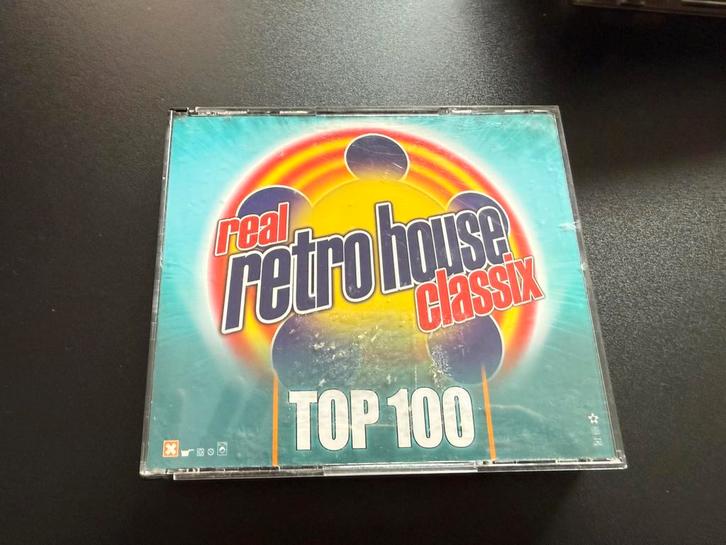 real
retro house
classix
TOP 100